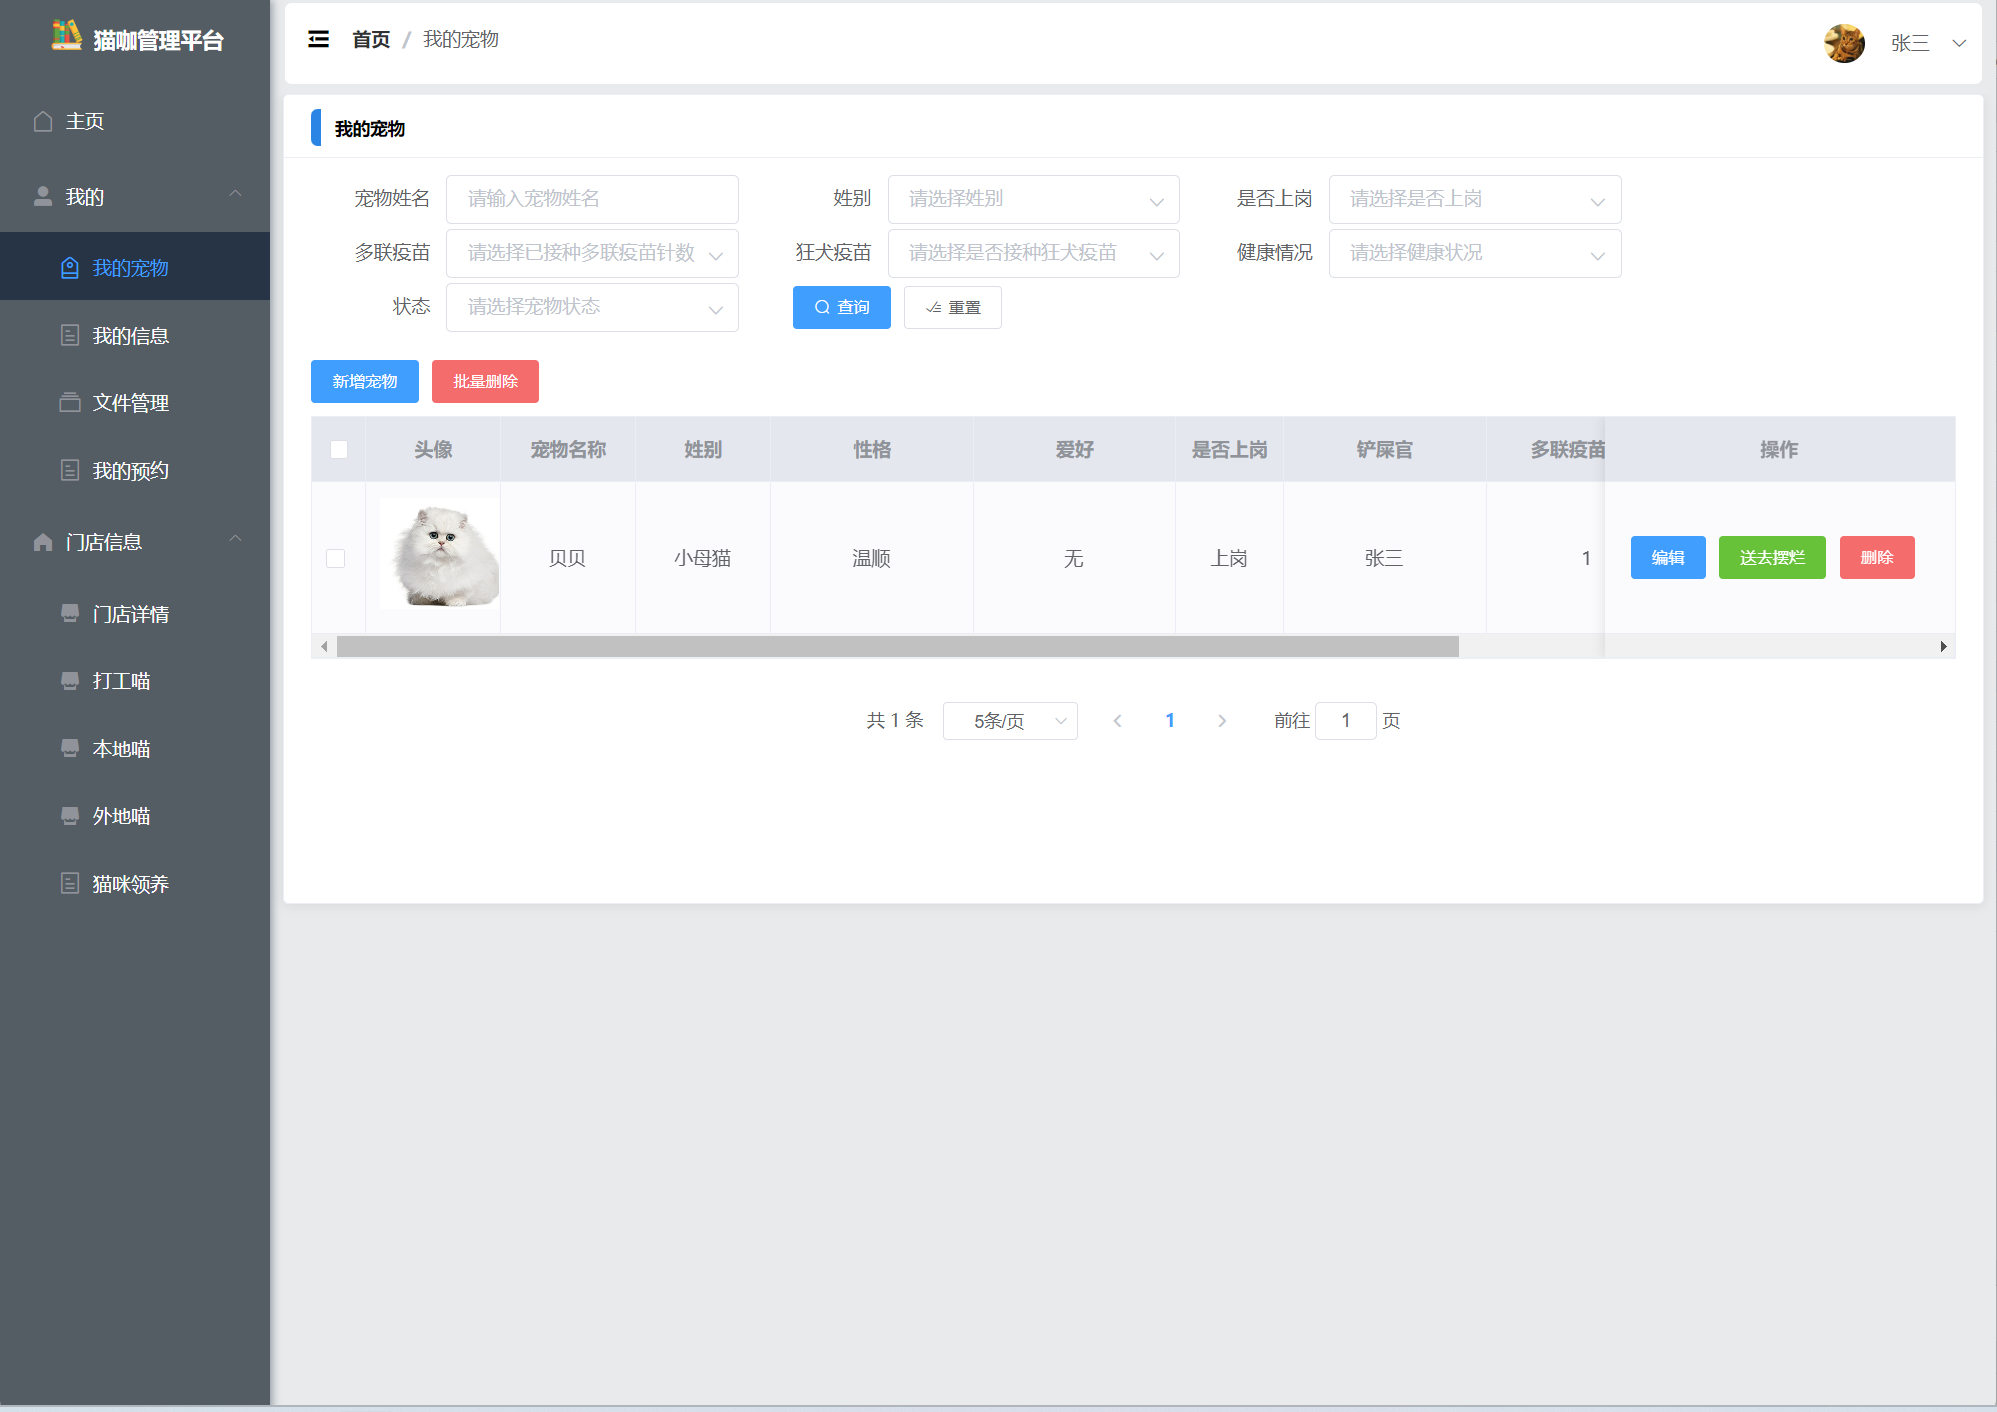 猫咖管理平台
主页
我的
我的宠物
我的信息
文件管理
我的预约
门店信息
门店详情
打工喵
本地喵
外地喵
猫咪领养
首页 / 我的宠物
张三
我的宠物
宠物姓名 请输入宠物姓名 姓别 请选择姓别 是否上岗 请选择是否上岗
多联疫苗 请选择已接种多联疫苗针数 狂犬疫苗 请选择是否接种狂犬疫苗 健康情况 请选择健康状况
状态 请选择宠物状态 查询 重置
新增宠物 批量删除
头像 宠物名称 姓别 性格 爱好 是否上岗 铲屎官 多联疫苗 操作
贝贝 小母猫 温顺 无 上岗 张三 1 编辑 送去摆烂 删除
共 1 条 5条/页 1 前往 1 页